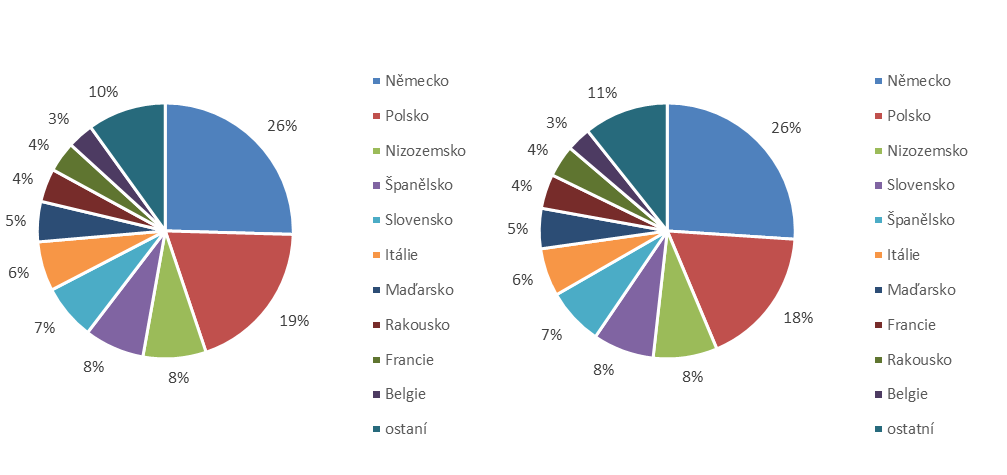 26%
19%
8%
8%
7%
6%
5%
4%
4%
3%
10%
Německo
Polsko
Nizozemsko
Španělsko
Slovensko
Itálie
Maďarsko
Rakousko
Francie
Belgie
ostaní
26%
18%
8%
8%
7%
6%
5%
4%
4%
3%
11%
Německo
Polsko
Nizozemsko
Slovensko
Španělsko
Itálie
Maďarsko
Francie
Rakousko
Belgie
ostatní